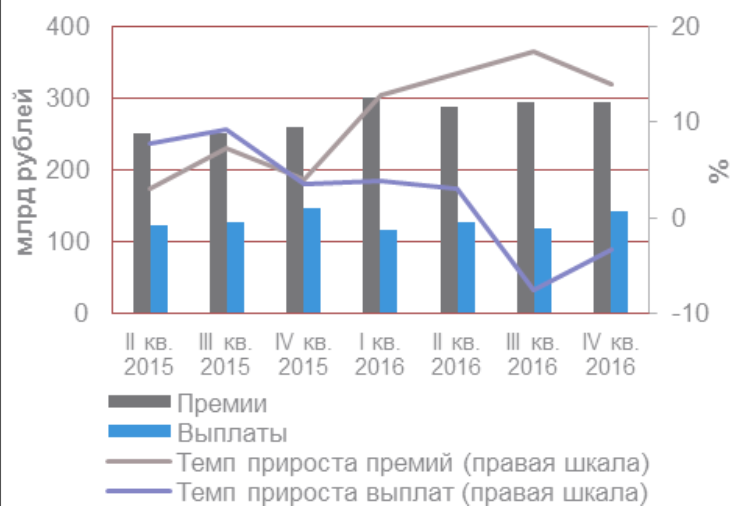 400
300
200
100
0
млрд рублей
20
10
0
-10
%
II кв. III кв. IV кв. I кв. II кв. III кв. IV кв.
2015 2015 2015 2016 2016 2016 2016
Премии
Выплаты
Темп прироста премий (правая шкала)
Темп прироста выплат (правая шкала)